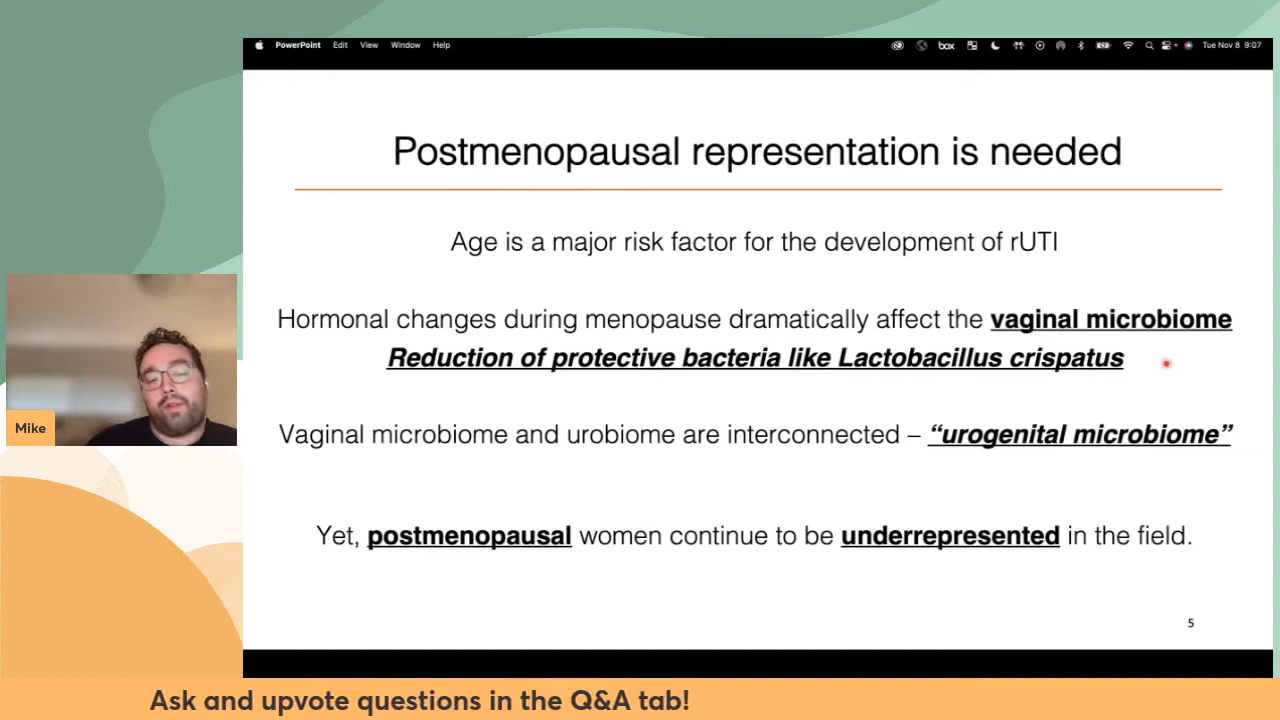 PowerPoint Edit View Window Help
box Tue Nov 8 9:07
Postmenopausal representation is needed
Age is a major risk factor for the development of rUTI
Hormonal changes during menopause dramatically affect the vaginal microbiome
Reduction of protective bacteria like Lactobacillus crispatus
Mike
Vaginal microbiome and urobiome are interconnected – “urogenital microbiome”
Yet, postmenopausal women continue to be underrepresented in the field.
5
Ask and upvote questions in the Q&A tab!